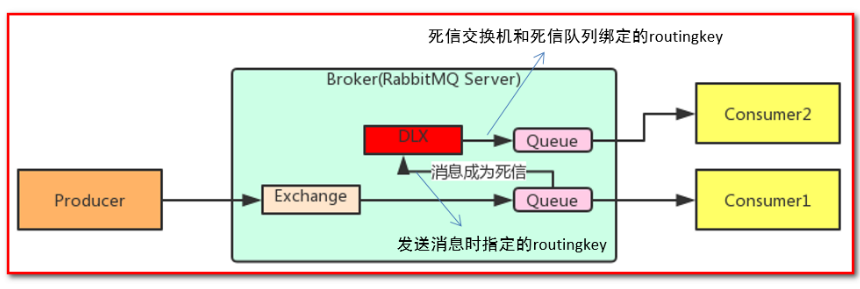 死信交换机和死信队列绑定的routingkey
Broker(RabbitMQ Server)
DLX
Queue
Consumer2
消息成为死信
Producer
Exchange
Queue
Consumer1
发送消息时指定的routingkey